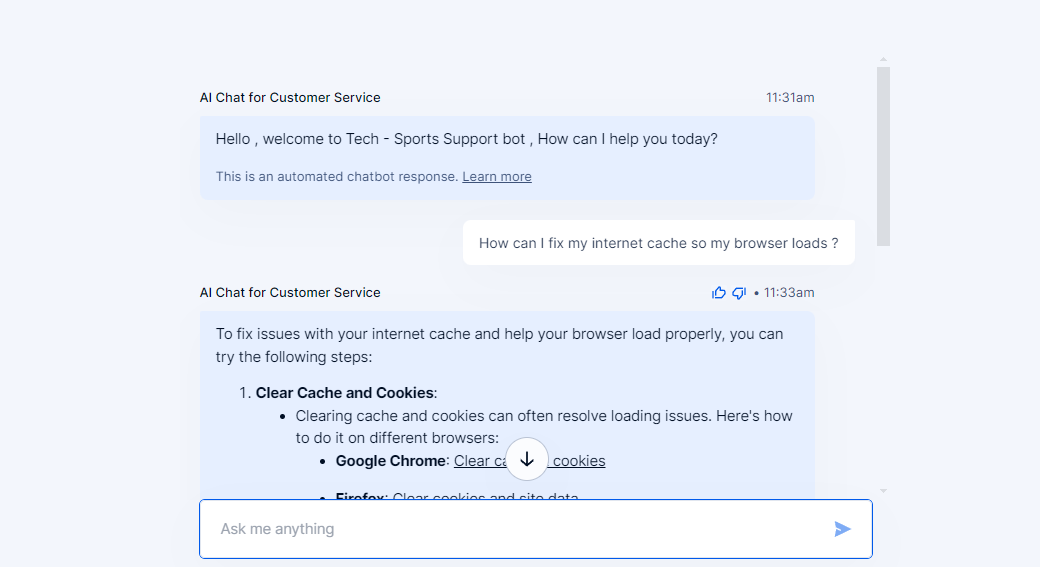 AI Chat for Customer Service 11:31am
Hello , welcome to Tech - Sports Support bot , How can I help you today?
This is an automated chatbot response. Learn more
How can I fix my internet cache so my browser loads ?
AI Chat for Customer Service • 11:33am
To fix issues with your internet cache and help your browser load properly, you can
try the following steps:
1. Clear Cache and Cookies:
• Clearing cache and cookies can often resolve loading issues. Here's how
to do it on different browsers:
• Google Chrome: Clear cookies
• Firefox: Clear cookies and site data
Ask me anything